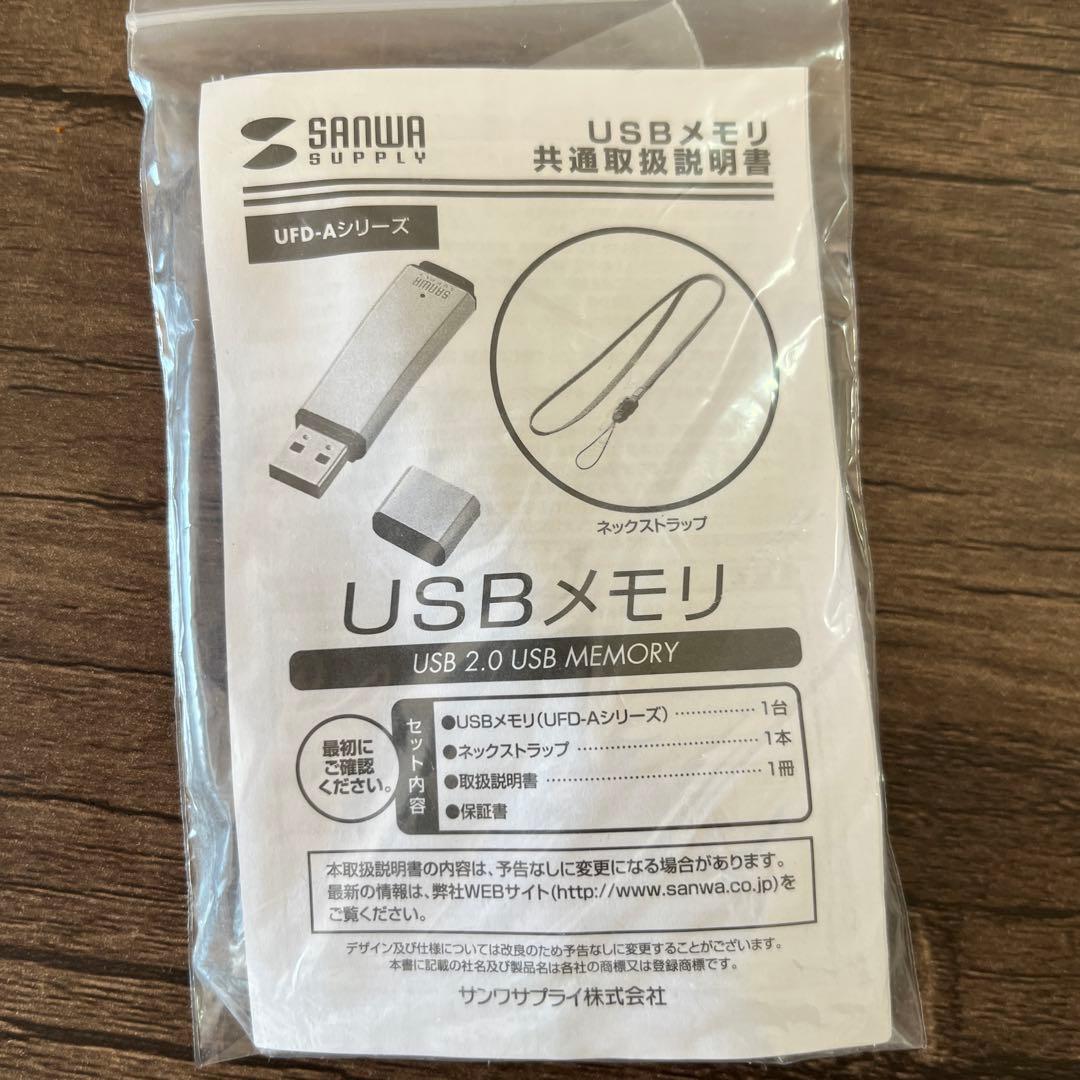 SANWA
SUPPLY
USBメモリ
共通取扱説明書
UFD-Aシリーズ
SANWA
ネックストラップ
USBメモリ
USB 2.0 USB MEMORY
最初に
ご確認
ください。
セット内容
●USBメモリ(UFD-Aシリーズ) ……………1台
●ネックストラップ ……………………………1本
●取扱説明書 …………………………………1冊
●保証書
本取扱説明書の内容は、予告なしに変更になる場合があります。
最新の情報は、弊社WEBサイト(http://www.sanwa.co.jp)を
ご覧ください。
デザイン及び仕様については改良のため予告なしに変更することがございます。
本書に記載の社名及び製品名は各社の商標又は登録商標です。
サンワサプライ株式会社